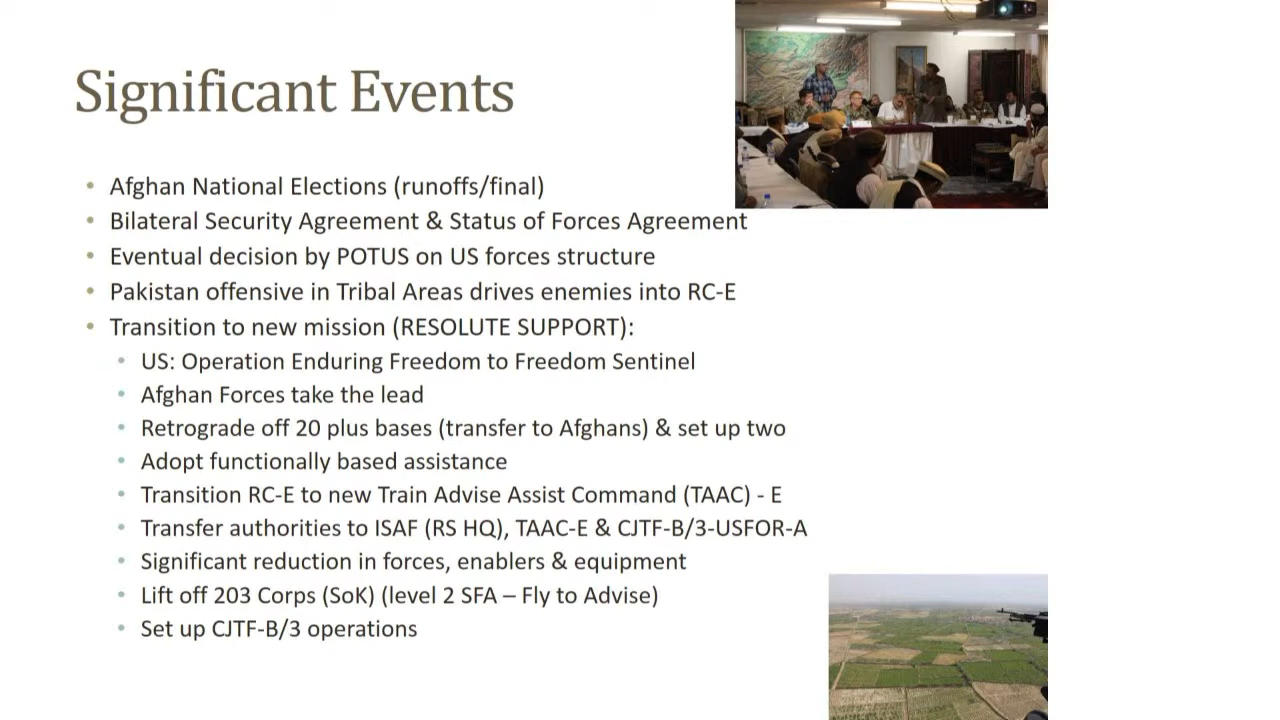 Significant Events
• Afghan National Elections (runoffs/final)
• Bilateral Security Agreement & Status of Forces Agreement
• Eventual decision by POTUS on US forces structure
• Pakistan offensive in Tribal Areas drives enemies into RC-E
• Transition to new mission (RESOLUTE SUPPORT):
• US: Operation Enduring Freedom to Freedom Sentinel
• Afghan Forces take the lead
• Retrograde off 20 plus bases (transfer to Afghans) & set up two
• Adopt functionally based assistance
• Transition RC-E to new Train Advise Assist Command (TAAC) - E
• Transfer authorities to ISAF (RS HQ), TAAC-E & CJTF-B/3-USFOR-A
• Significant reduction in forces, enablers & equipment
• Lift off 203 Corps (SoK) (level 2 SFA – Fly to Advise)
• Set up CJTF-B/3 operations